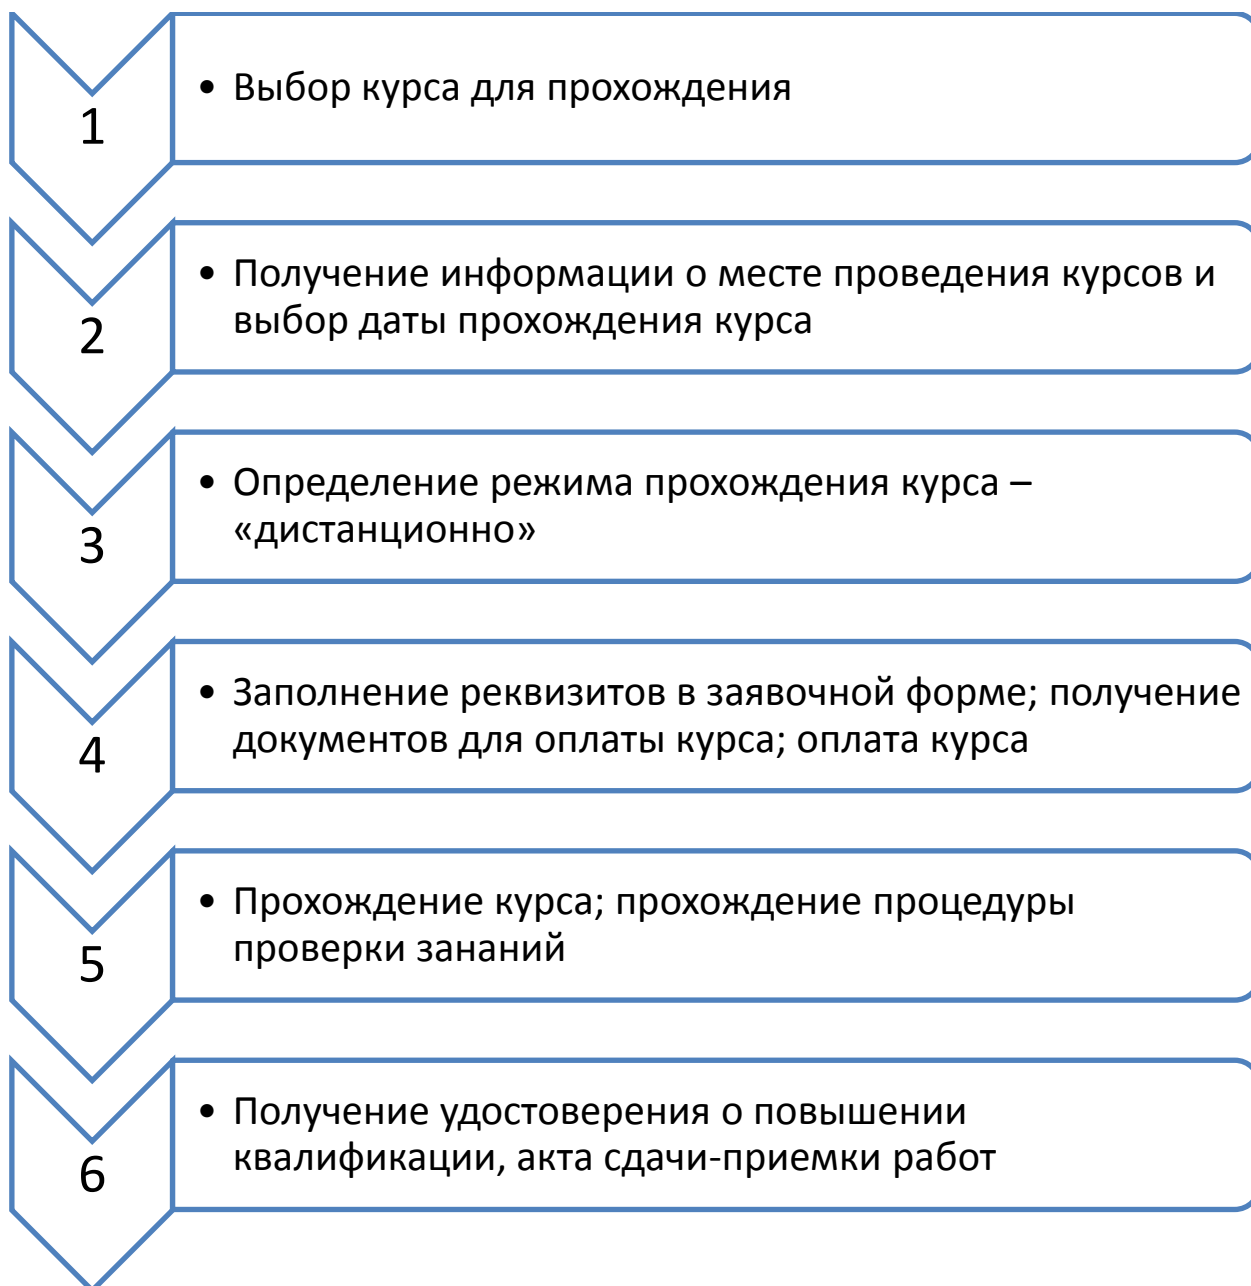 1
• Выбор курса для прохождения
2
• Получение информации о месте проведения курсов и
выбор даты прохождения курса
3
• Определение режима прохождения курса –
«дистанционно»
4
• Заполнение реквизитов в заявочной форме; получение
документов для оплаты курса; оплата курса
5
• Прохождение курса; прохождение процедуры
проверки зананий
6
• Получение удостоверения о повышении
квалификации, акта сдачи-приемки работ